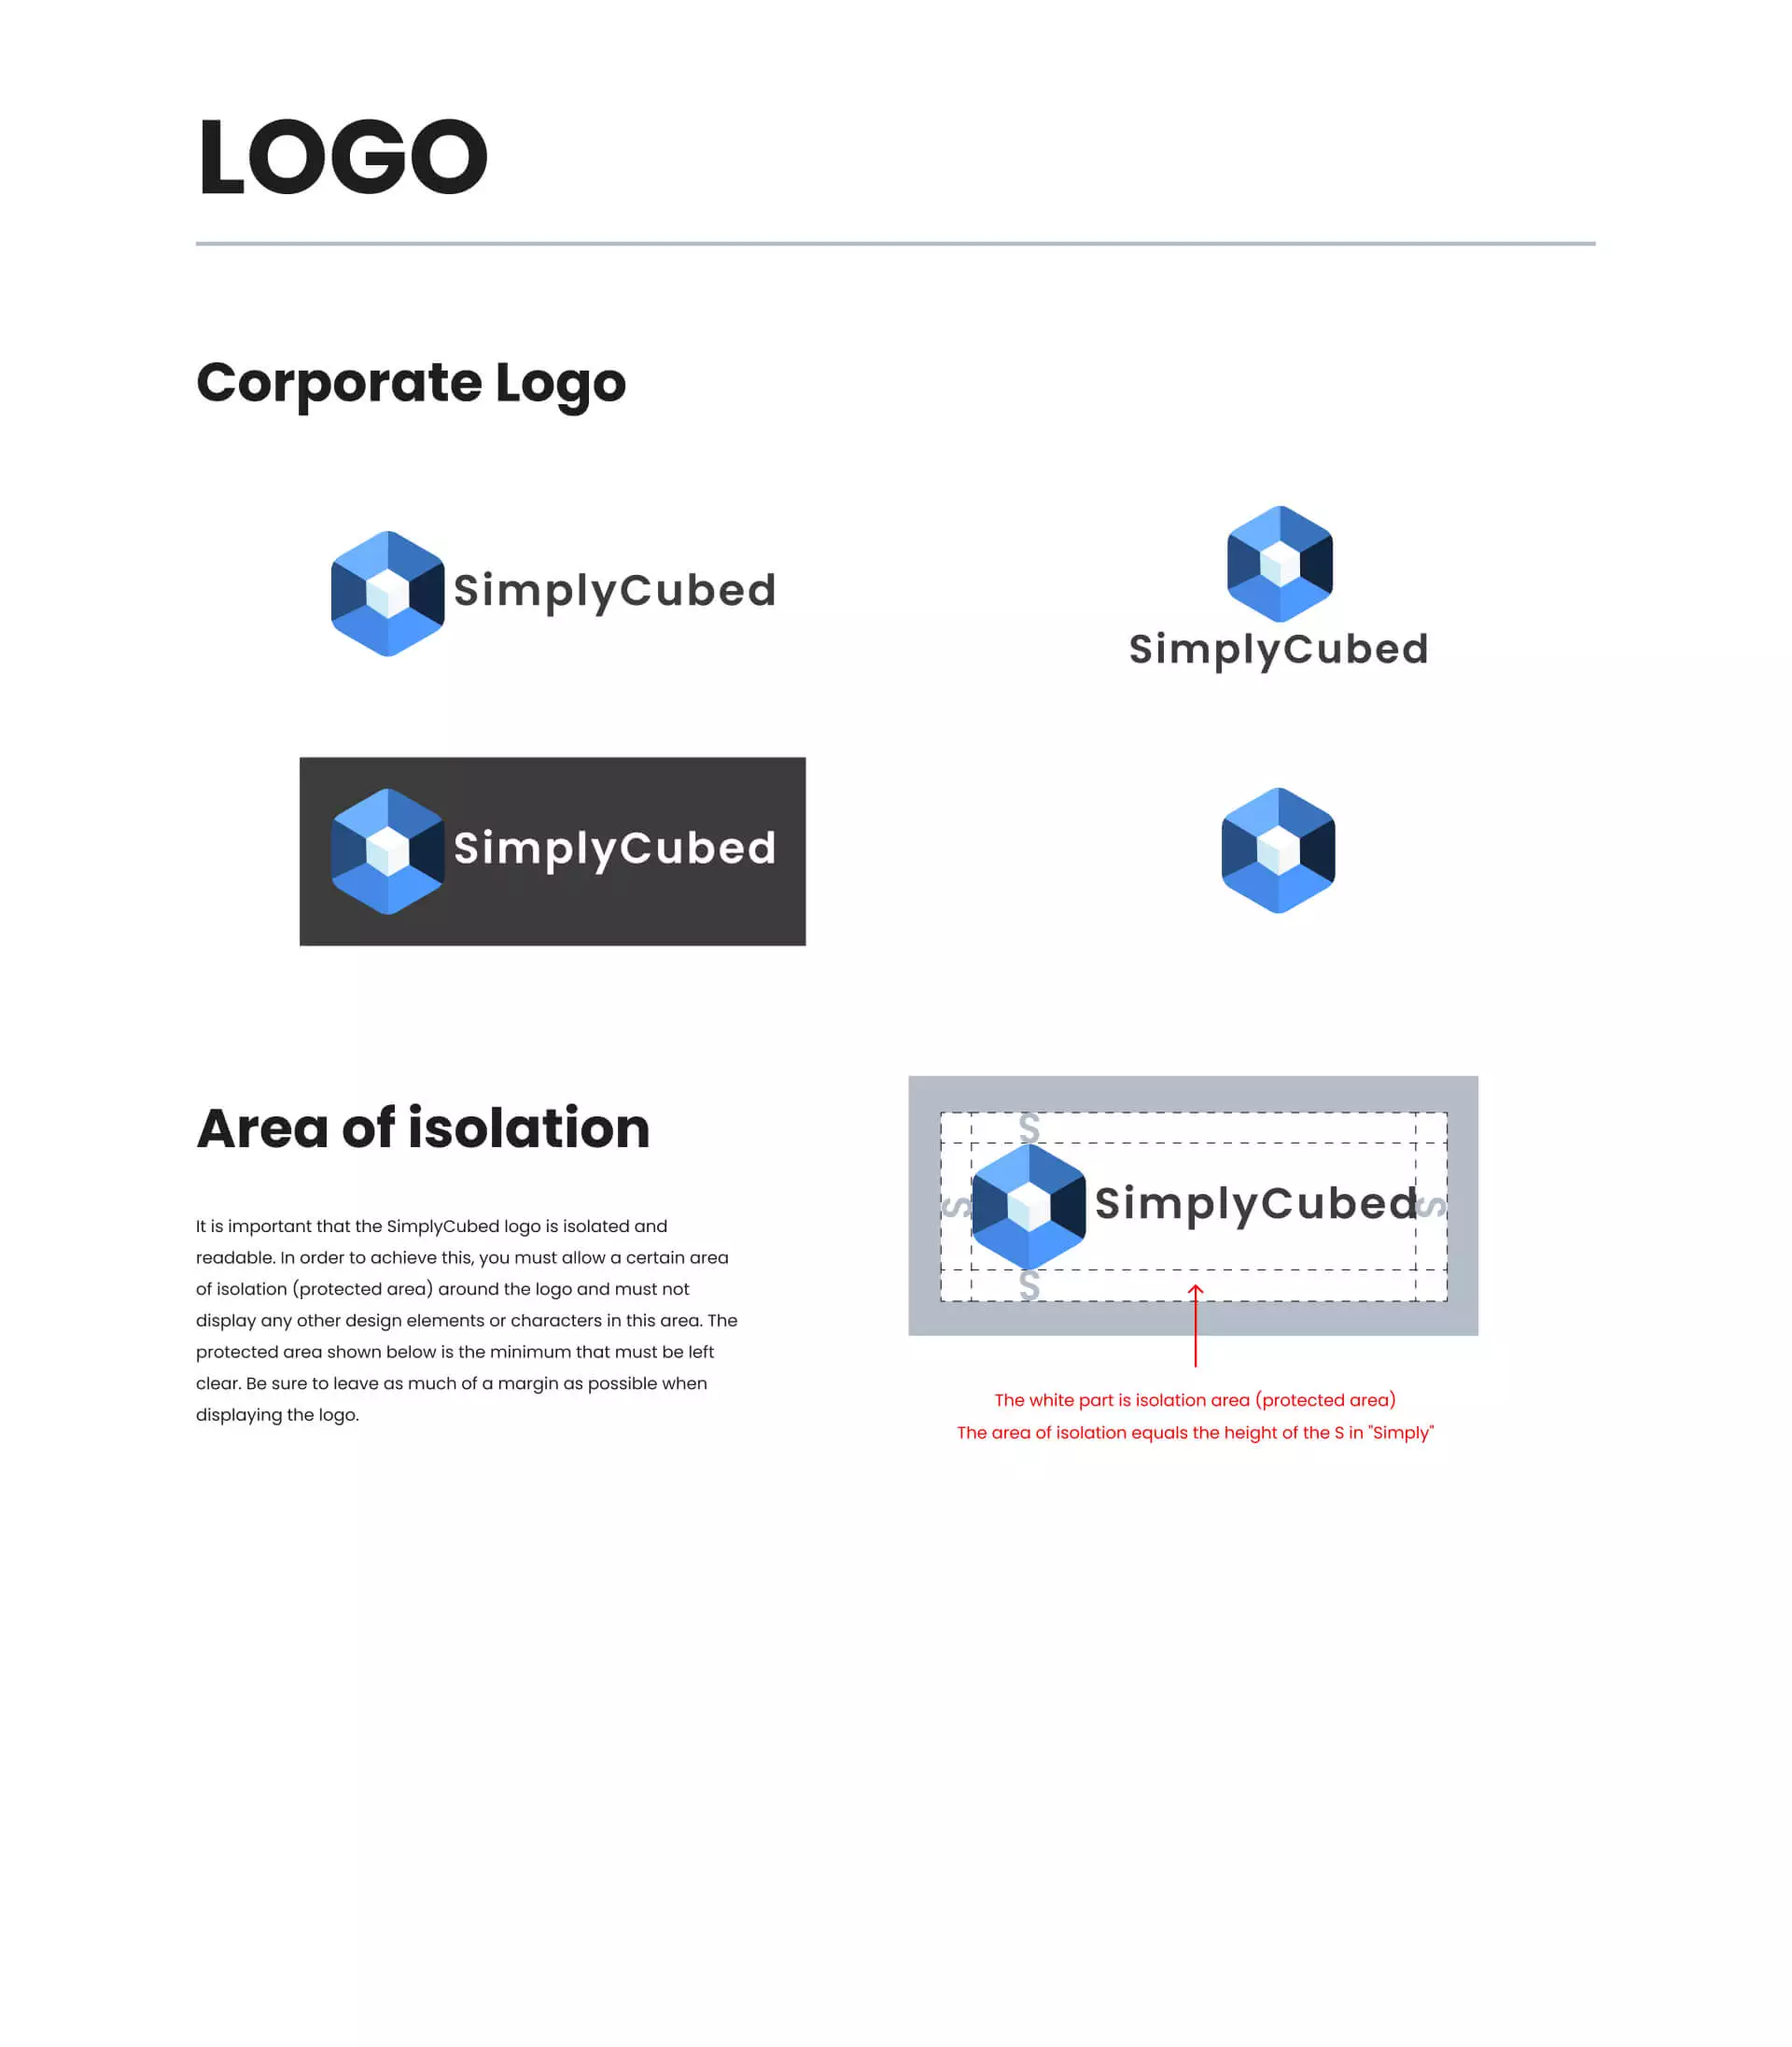 LOGO
Corporate Logo
SimplyCubed
SimplyCubed
SimplyCubed
Area of isolation
It is important that the SimplyCubed logo is isolated and
readable. In order to achieve this, you must allow a certain area
of isolation (protected area) around the logo and must not
display any other design elements or characters in this area. The
protected area shown below is the minimum that must be left
clear. Be sure to leave as much of a margin as possible when
displaying the logo.
S
S
SimplyCubed
S
S
The white part is isolation area (protected area)
The area of isolation equals the height of the S in "Simply"